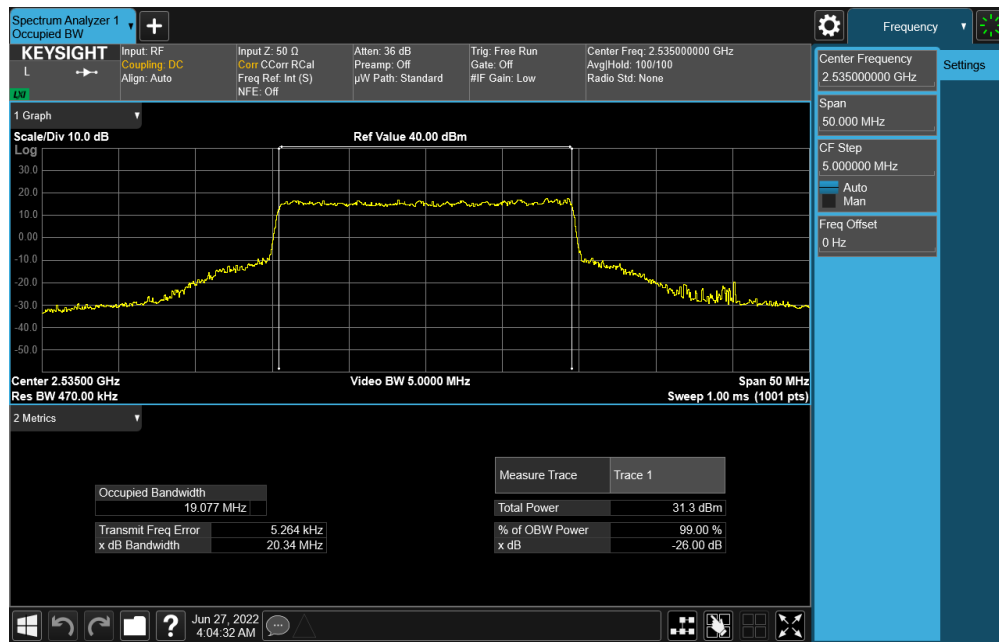 Spectrum Analyzer 1
Occupied BW
Frequency
KEYSIGHT
L
LXI
Input: RF
Coupling: DC
Align: Auto
Input Z: 50 Ω
Corr CCorr RCal
Freq Ref: Int (S)
NFE: Off
Atten: 36 dB
Preamp: Off
µW Path: Standard
Trig: Free Run
Gate: Off
#IF Gain: Low
Center Freq: 2.535000000 GHz
Avg|Hold: 100/100
Radio Std: None
Center Frequency
2.535000000 GHz
Settings
Span
50.000 MHz
CF Step
5.000000 MHz
Auto
Man
Freq Offset
0 Hz
1 Graph
Scale/Div 10.0 dB
Ref Value 40.00 dBm
Log
30.0
20.0
10.0
0.00
-10.0
-20.0
-30.0
-40.0
-50.0
Center 2.53500 GHz
Video BW 5.0000 MHz
Span 50 MHz
Res BW 470.00 kHz
Sweep 1.00 ms (1001 pts)
2 Metrics
Measure Trace Trace 1
Occupied Bandwidth
19.077 MHz
Total Power 31.3 dBm
Transmit Freq Error 5.264 kHz
% of OBW Power 99.00 %
x dB Bandwidth 20.34 MHz
x dB -26.00 dB
?
Jun 27, 2022
4:04:32 AM